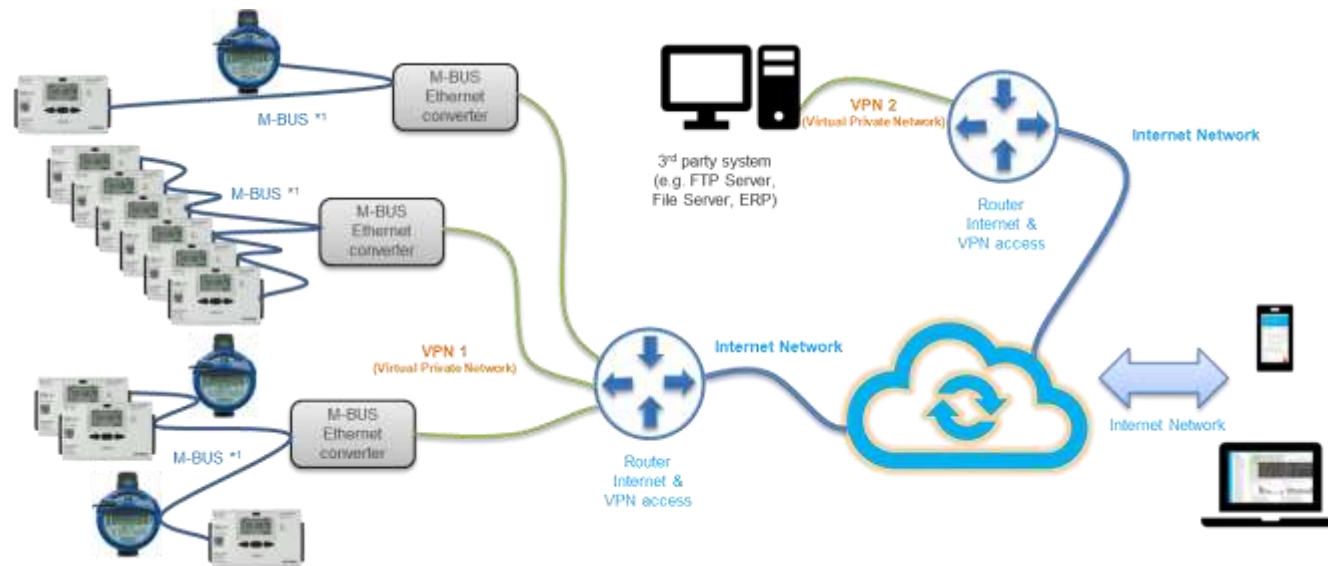 M-BUS
Ethernet
converter
M-BUS *1
M-BUS *1
M-BUS
Ethernet
converter
VPN 1
(Virtual Private Network)
M-BUS *1
M-BUS
Ethernet
converter
Router
Internet &
VPN access
Internet Network
3rd party system
(e.g. FTP Server,
File Server, ERP)
VPN 2
(Virtual Private Network)
Router
Internet &
VPN access
Internet Network
Internet Network